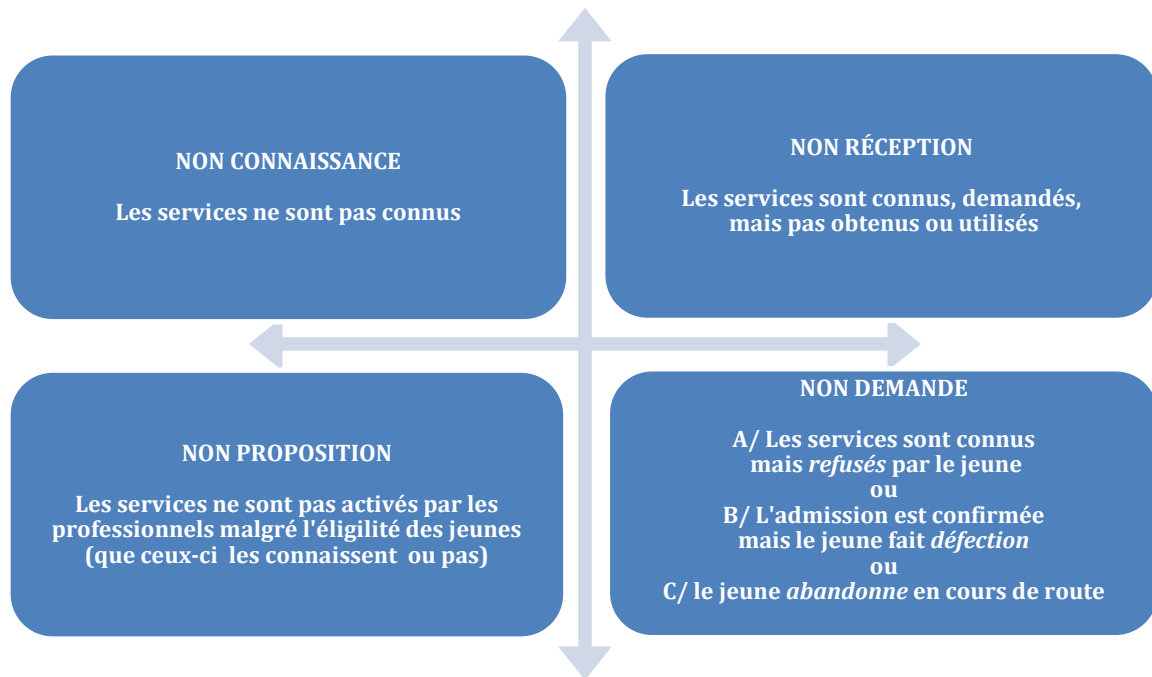 NON CONNAISSANCE
Les services ne sont pas connus
NON RÉCEPTION
Les services sont connus, demandés,
mais pas obtenus ou utilisés
NON PROPOSITION
Les services ne sont pas activés par les
professionnels malgré l'éligilité des jeunes
(que ceux-ci les connaissent ou pas)
NON DEMANDE
A/ Les services sont connus
mais refusés par le jeune
ou
B/ L'admission est confirmée
mais le jeune fait défection
ou
C/ le jeune abandonne en cours de route